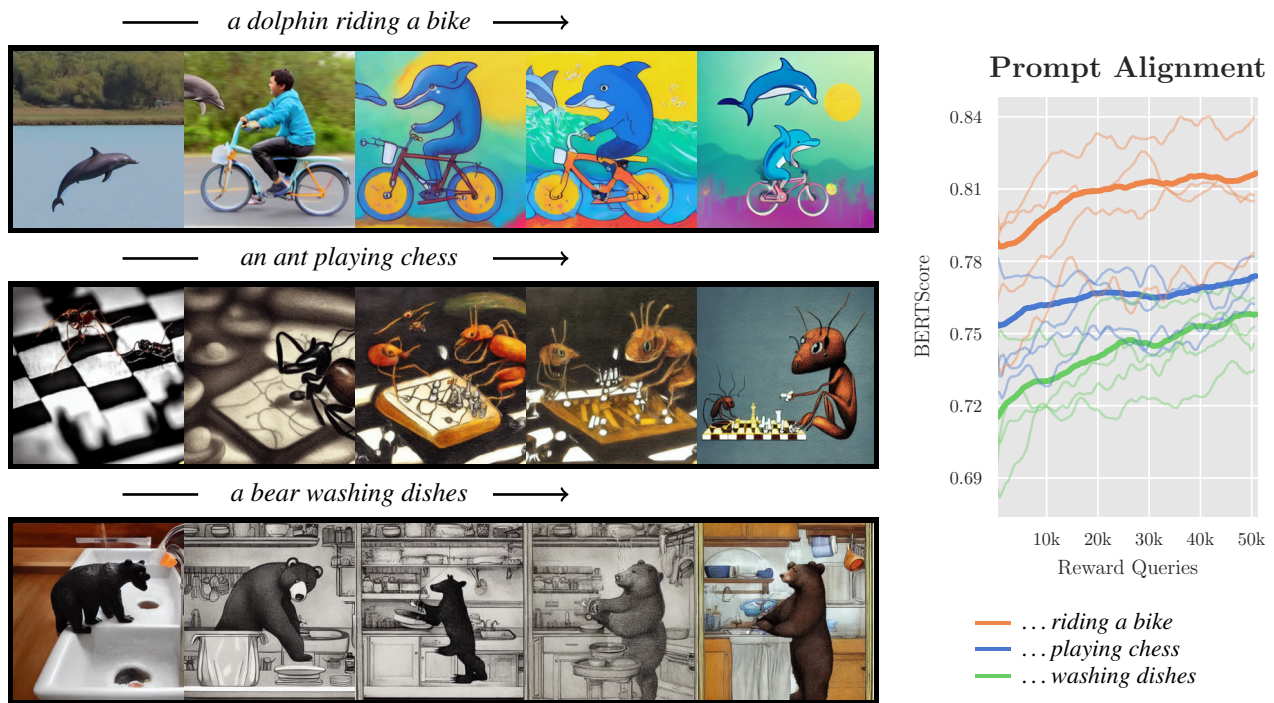 a dolphin riding a bike
an ant playing chess
a bear washing dishes
Prompt Alignment
0.84
0.81
0.78
0.75
0.72
0.69
BERTScore
10k 20k 30k 40k 50k
Reward Queries
...riding a bike
...playing chess
...washing dishes